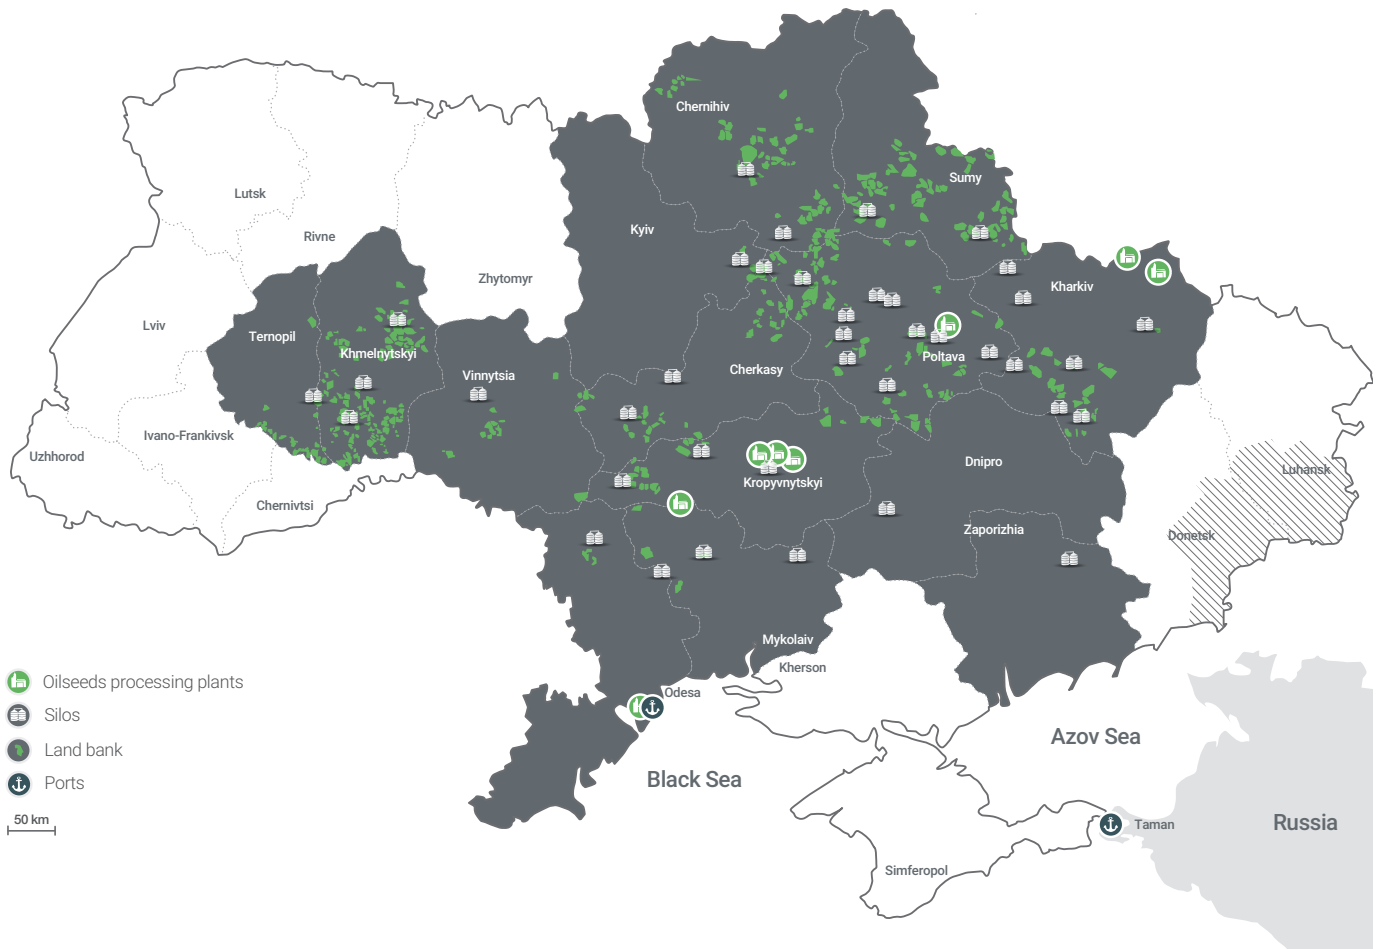 Chernihiv
Sumy
Lutsk
Kyiv
Rivne
Zhytomyr
Kharkiv
Lviv
Ternopil
Khmelnytskyi
Poltava
Cherkasy
Vinnytsia
Ivano-Frankivsk
Uzhhorod
Dnipro
Luhansk
Kropyvnytskyi
Chernivtsi
Zaporizhia
Donetsk
Mykolaiv
Kherson
Oilseeds processing plants
Odesa
Silos
Azov Sea
Land bank
Black Sea
Ports
50 km
Taman
Russia
Simferopol